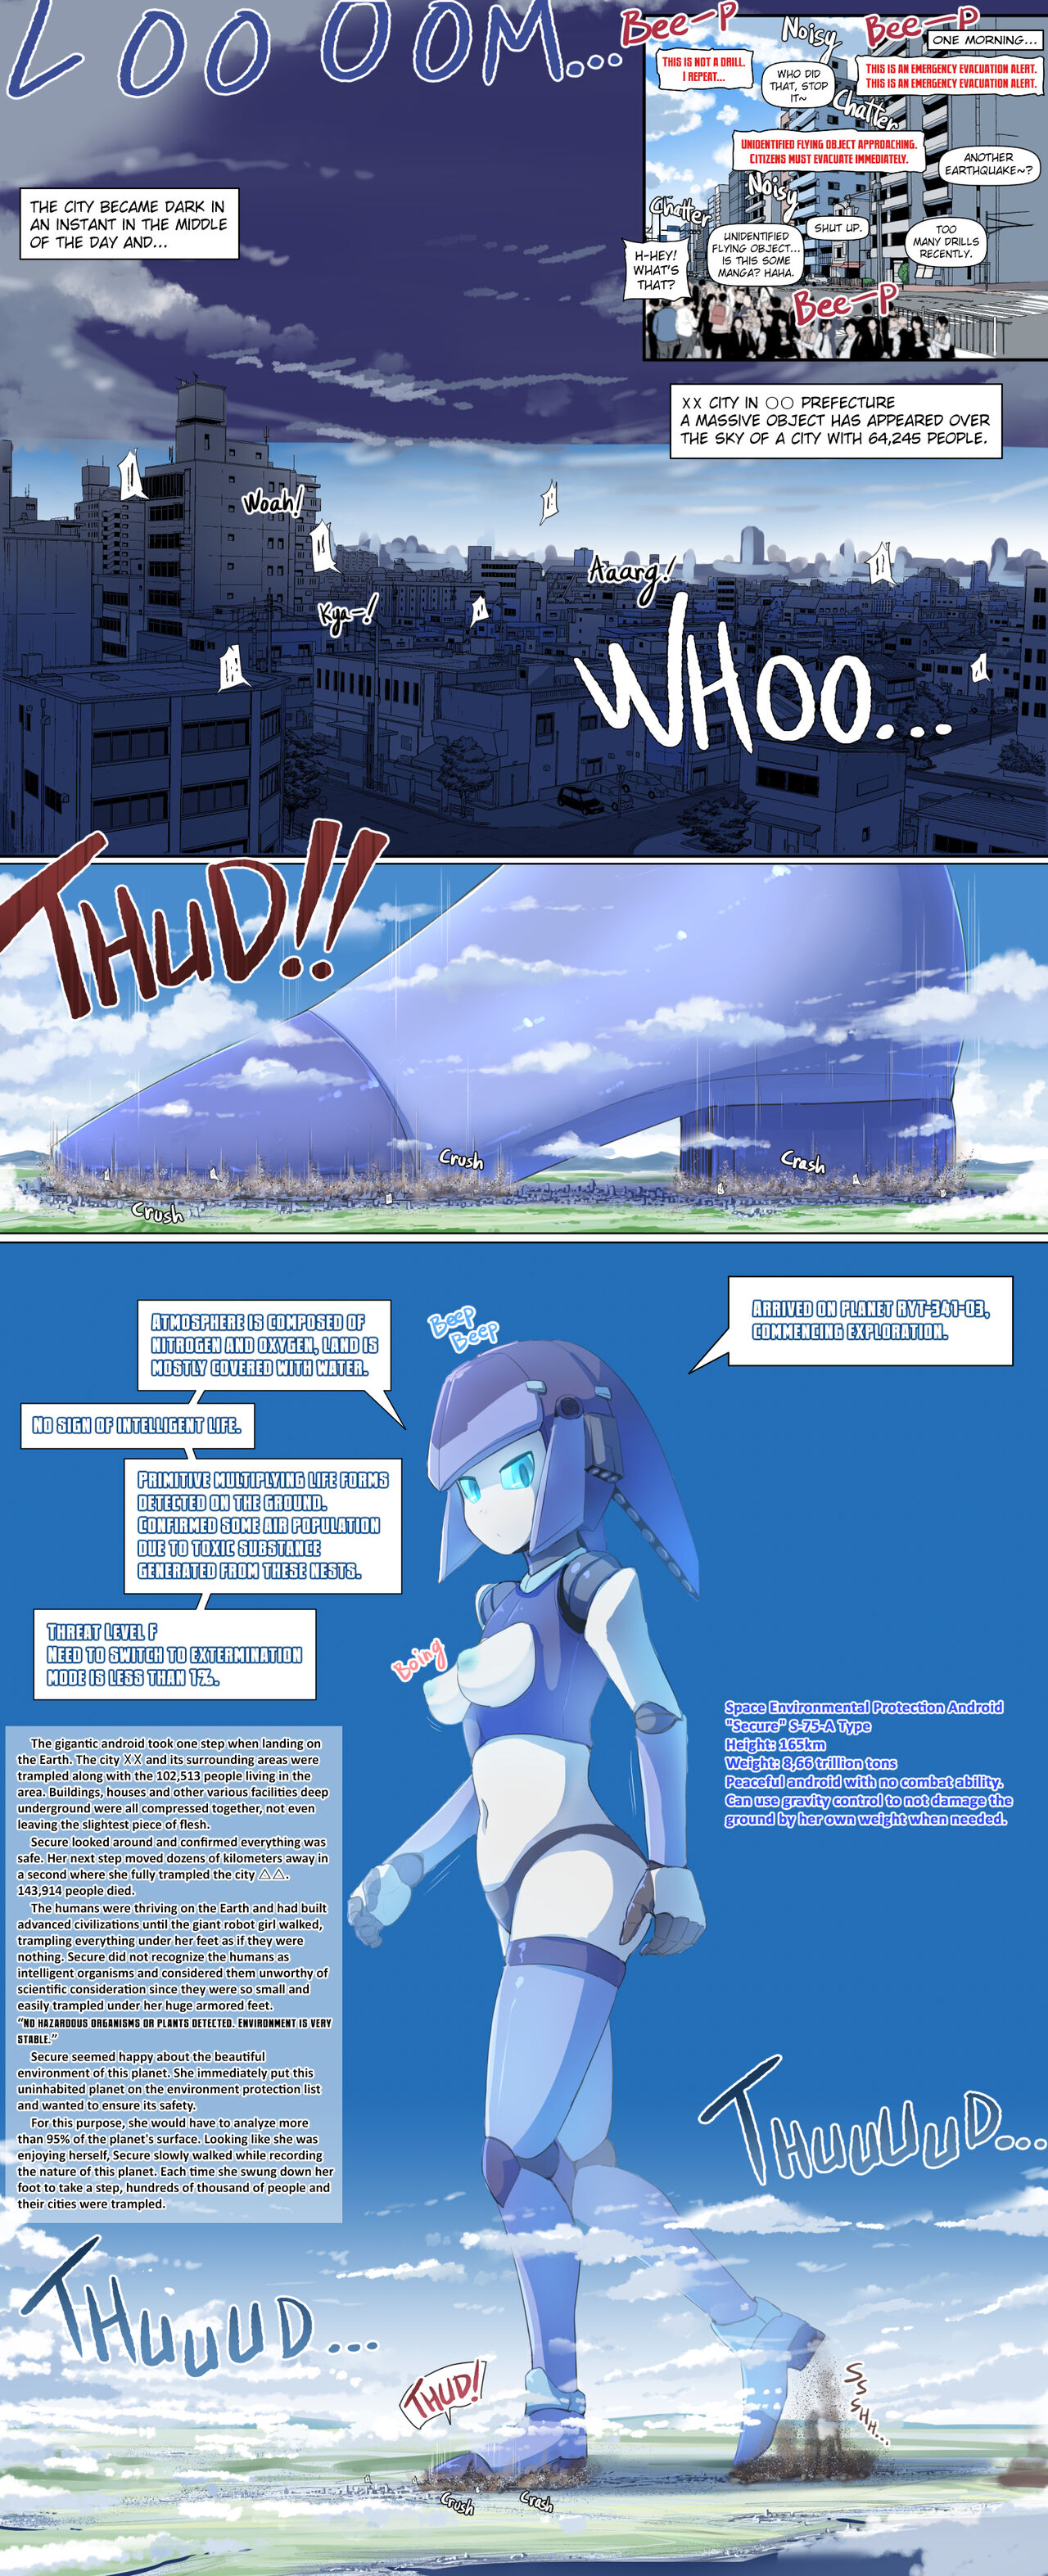 LOOOOM...
Bee-p
Noisy
Bee-p
ONE MORNING...
THIS IS NOT A DRILL.
I REPEAT...
WHO DID
THAT, STOP
IT~
THIS IS AN EMERGENCY EVACUATION ALERT.
THIS IS AN EMERGENCY EVACUATION ALERT.
Chatter
UNIDENTIFIED FLYING OBJECT APPROACHING.
CITIZENS MUST EVACUATE IMMEDIATELY.
ANOTHER
EARTHQUAKE~?
Noisy
Chatter
H-HEY!
WHAT'S
THAT?
UNIDENTIFIED
FLYING OBJECT...
IS THIS SOME
MANGA? HAHA.
SHUT UP.
TOO
MANY DRILLS
RECENTLY.
Bee-p
THE CITY BECAME DARK IN
AN INSTANT IN THE MIDDLE
OF THE DAY AND...
XX CITY IN ○○ PREFECTURE
A MASSIVE OBJECT HAS APPEARED OVER
THE SKY OF A CITY WITH 64,245 PEOPLE.
Woah!
Aaarg!
Kya-!
WHOO...
THUD!!
Crush
Crash
Crush
ARRIVED ON PLANET RYT-341-03,
COMMENCING EXPLORATION.
Beep
Beep
ATMOSPHERE IS COMPOSED OF
NITROGEN AND OXYGEN, LAND IS
MOSTLY COVERED WITH WATER.
NO SIGN OF INTELLIGENT LIFE.
PRIMITIVE MULTIPLYING LIFE FORMS
DETECTED ON THE GROUND.
CONFIRMED SOME AIR POPULATION
DUE TO TOXIC SUBSTANCE
GENERATED FROM THESE NESTS.
THREAT LEVEL F
NEED TO SWITCH TO EXTERMINATION
MODE IS LESS THAN 1%.
Boing
Space Environmental Protection Android
"Secure" S-75-A Type
Height: 165km
Weight: 8,66 trillion tons
Peaceful android with no combat ability.
Can use gravity control to not damage the
ground by her own weight when needed.
The gigantic android took one step when landing on
the Earth. The city XX and its surrounding areas were
trampled along with the 102,513 people living in the
area. Buildings, houses and other various facilities deep
underground were all compressed together, not even
leaving the slightest piece of flesh.
Secure looked around and confirmed everything was
safe. Her next step moved dozens of kilometers away in
a second where she fully trampled the city △△.
143,914 people died.
The humans were thriving on the Earth and had built
advanced civilizations until the giant robot girl walked,
trampling everything under her feet as if they were
nothing. Secure did not recognize the humans as
intelligent organisms and considered them unworthy of
scientific consideration since they were so small and
easily trampled under her huge armored feet.
"NO HAZARDOUS ORGANISMS OR PLANTS DETECTED. ENVIRONMENT IS VERY
STABLE."
Secure seemed happy about the beautiful
environment of this planet. She immediately put this
uninhabited planet on the environment protection list
and wanted to ensure its safety.
For this purpose, she would have to analyze more
than 95% of the planet's surface. Looking like she was
enjoying herself, Secure slowly walked while recording
the nature of this planet. Each time she swung down her
foot to take a step, hundreds of thousand of people and
their cities were trampled.
THUUUUD...
THUUUD...
THUD!
SSSHH...
Crush
Crash